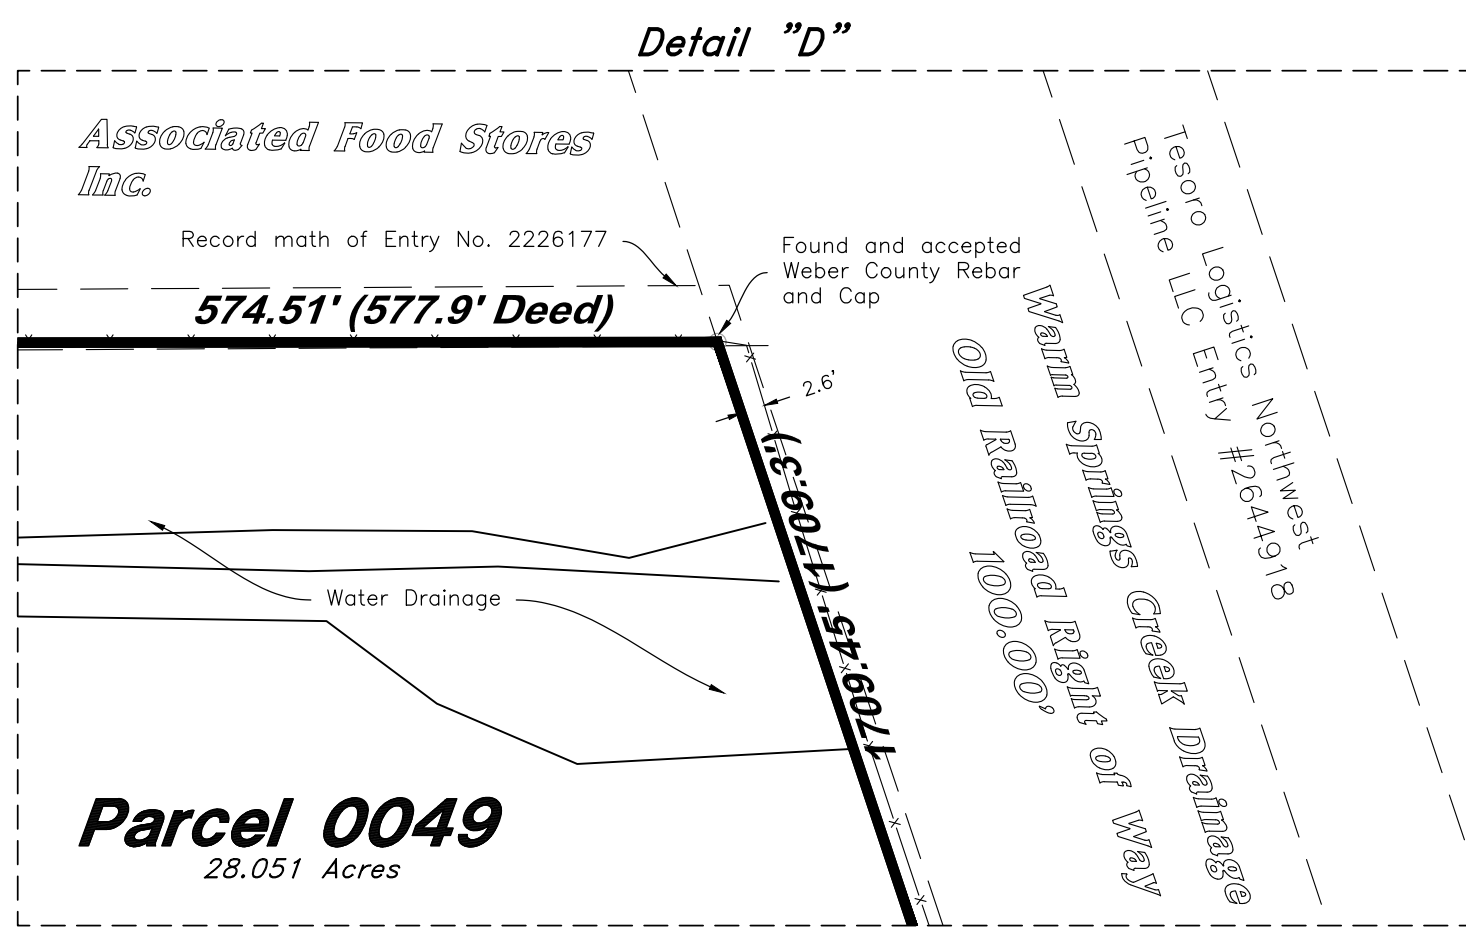 Detail "D"
Associated Food Stores
Inc.
Record math of Entry No. 2226177
Found and accepted
Weber County Rebar
and Cap
574.51' (577.9' Deed)
2.6'
1709.45' (1709.3')
Water Drainage
Warm Springs Creek Drainage
Old Railroad Right of Way
100.00'
Tesoro Logistics Northwest
Pipeline LLC Entry #2644918
Parcel 0049
28.051 Acres